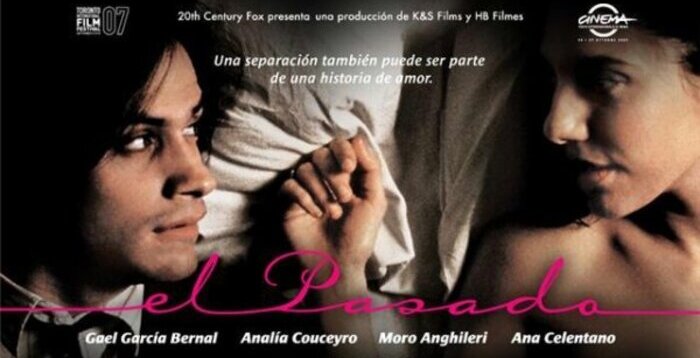 TORONTO
INTERNATIONAL
FILM
FESTIVAL
07
20th Century Fox presenta una producción de K&S Films y HB Filmes
CINEMA
Una separación también puede ser parte
de una historia de amor.
el Pasado
Gael García Bernal Analía Couceyro Moro Anghileri Ana Celentano